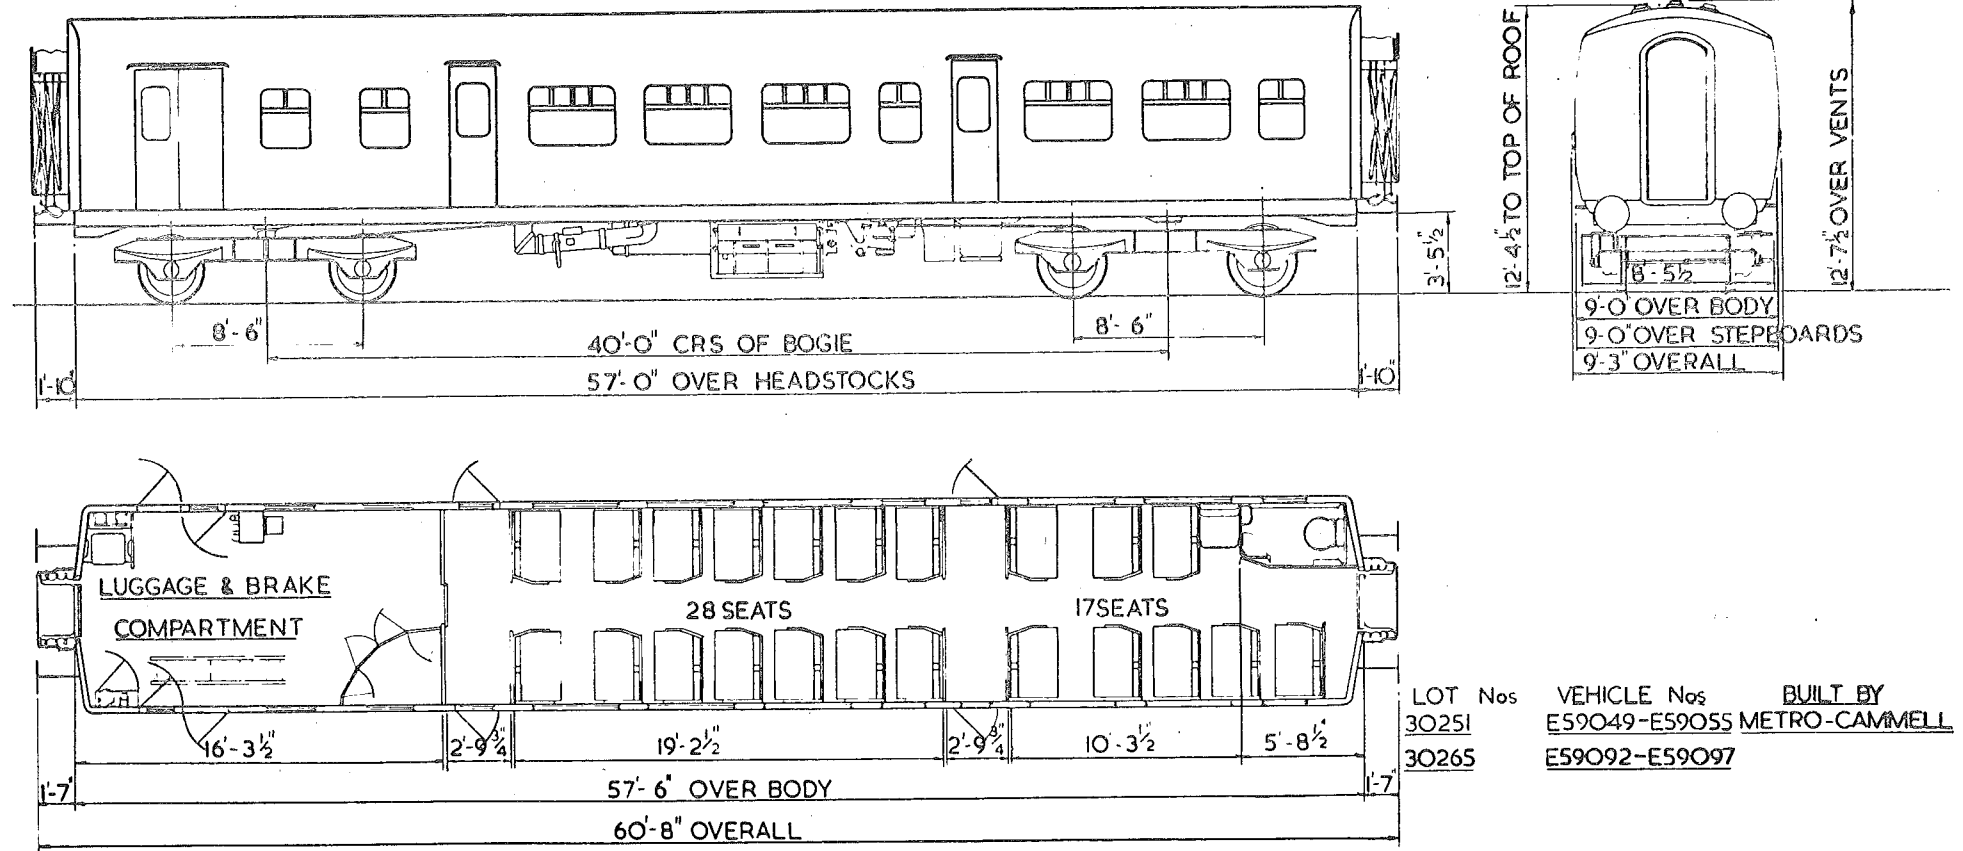 12'-4½" TO TOP OF ROOF
12'-7½" OVER VENTS
3'-5½"
8'-5½
8'-6"
8'-6"
40'-0" CRS OF BOGIE
9'-0" OVER BODY
9'-0" OVER STEPBOARDS
9'-3" OVERALL
1'-10"
57'-0" OVER HEADSTOCKS
1'-10"
LUGGAGE & BRAKE
COMPARTMENT
28 SEATS
17 SEATS
16'-3½"
2'-9¾"
19'-2½"
2'-9¾"
10'-3½"
5'-8½"
1'-7"
57'-6" OVER BODY
1'-7"
60'-8" OVERALL
LOT Nos VEHICLE Nos BUILT BY
30251 E59049-E59055 METRO-CAMMELL
30265 E59092-E59097